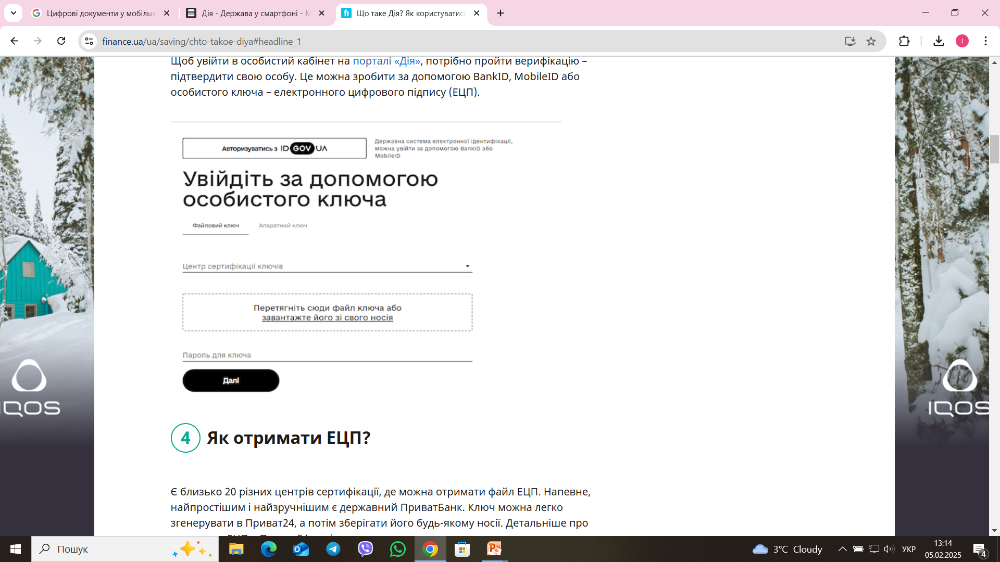 Цифрові документи у мобільн
Дія - Держава у смартфоні - М
Що таке Дія? Як користуватися
finance.ua/ua/saving/chto-takoe-diya#headline_1
I
Щоб увійти в особистий кабінет на порталі «Дія», потрібно пройти верифікацію –
підтвердити свою особу. Це можна зробити за допомогою BankID, MobileID або
особистого ключа – електронного цифрового підпису (ЕЦП).
Авторизуватись з ID GOV UA
Державна система електронної ідентифікації,
можна увійти за допомогою BankID або
MobileID
Увійдіть за допомогою
особистого ключа
Файловий ключ Апаратний ключ
Центр сертифікації ключів
Перетягніть сюди файл ключа або
завантажте його зі свого носія
Пароль для ключа
Далі
IQOS
IQOS
4 Як отримати ЕЦП?
Є близько 20 різних центрів сертифікації, де можна отримати файл ЕЦП. Напевне,
найпростішим і найзручнішим є державний ПриватБанк. Ключ можна легко
згенерувати в Приват24, а потім зберігати його будь-якому носії. Детальніше про
Пошук
3°C Cloudy
УКР
13:14
05.02.2025
4